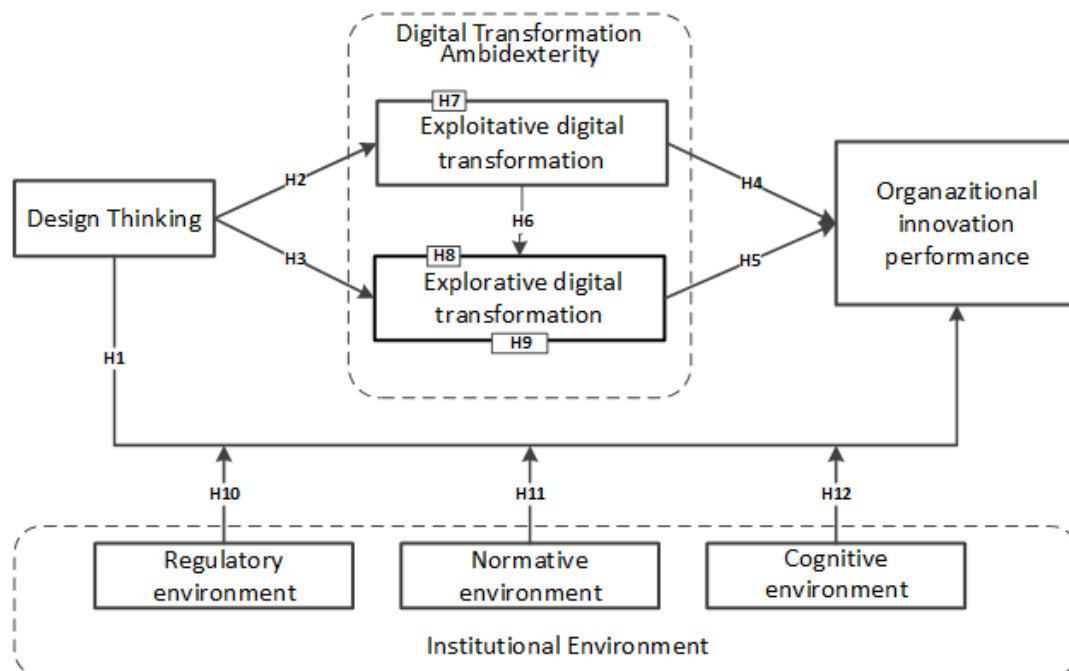 Digital Transformation
Ambidexterity
H7
Exploitative digital
transformation
H2
H4
Design Thinking
H6
Organazitional
innovation
performance
H3
H8
H5
Explorative digital
transformation
H9
H1
H10
H11
H12
Regulatory
environment
Normative
environment
Cognitive
environment
Institutional Environment